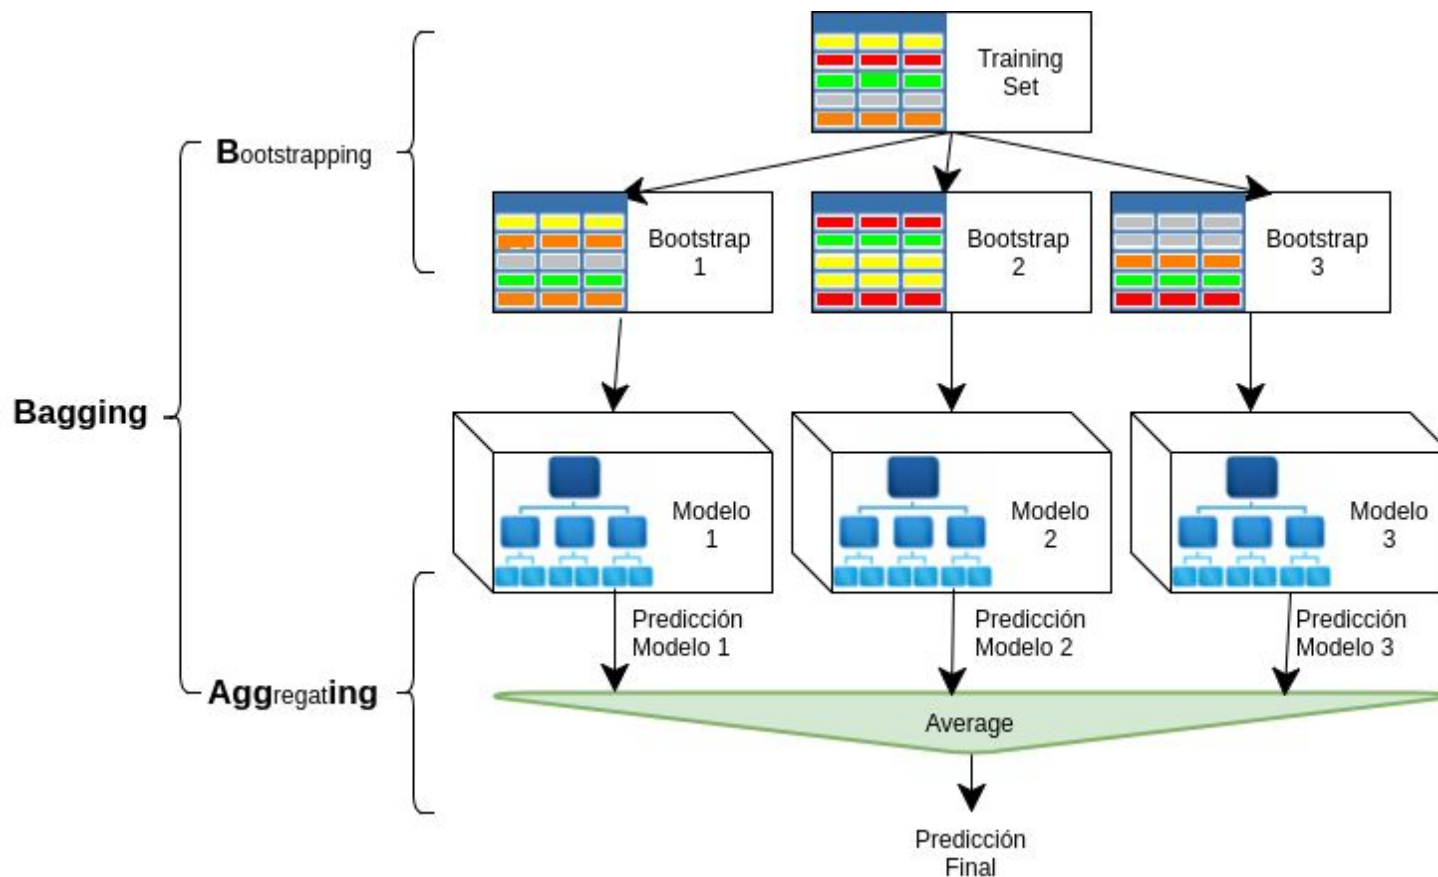 Training
Set
Bootstrapping
Bootstrap
1
Bootstrap
2
Bootstrap
3
Bagging
Modelo
1
Modelo
2
Modelo
3
Predicción
Modelo 1
Predicción
Modelo 2
Predicción
Modelo 3
Aggregating
Average
Predicción
Final